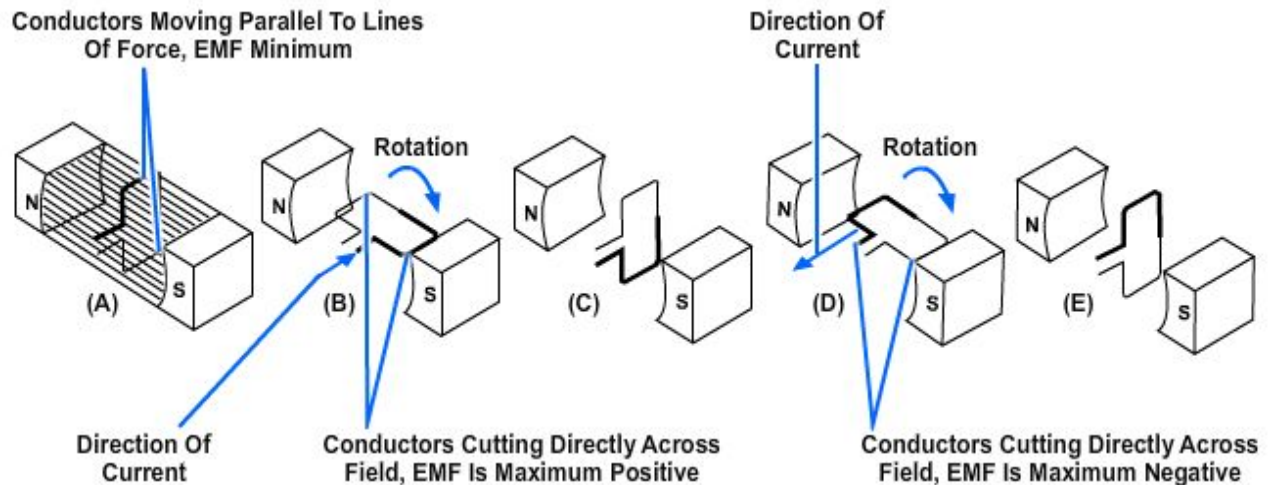 Conductors Moving Parallel To Lines
Of Force, EMF Minimum
Direction Of
Current
Rotation
Rotation
N
S
(A)
N
S
(B)
N
S
(C)
N
S
(D)
N
S
(E)
Direction Of
Current
Conductors Cutting Directly Across
Field, EMF Is Maximum Positive
Conductors Cutting Directly Across
Field, EMF Is Maximum Negative